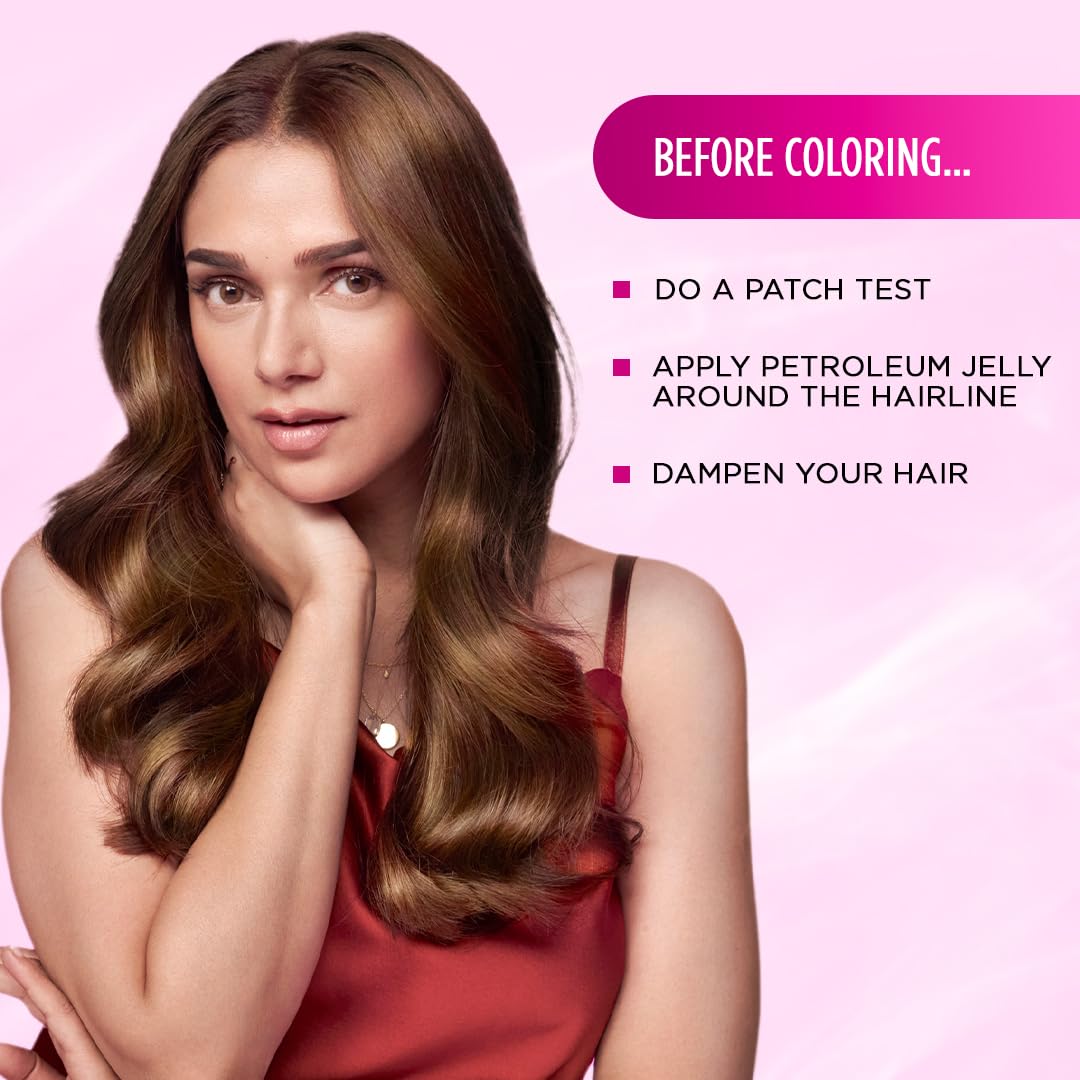 BEFORE COLORING...
DO A PATCH TEST
APPLY PETROLEUM JELLY
AROUND THE HAIRLINE
DAMPEN YOUR HAIR